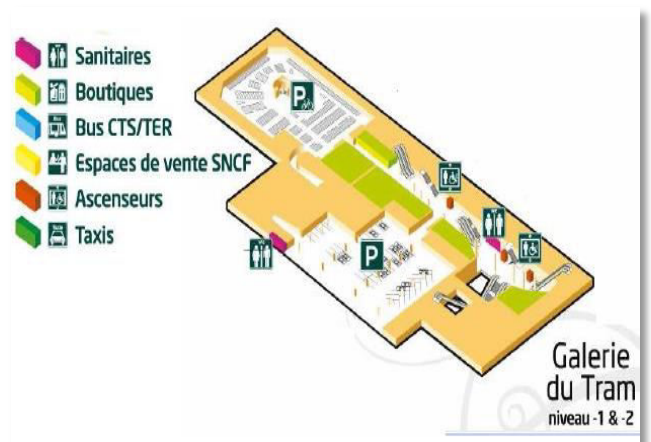 Sanitaires
Boutiques
Bus CTS/TER
Espaces de vente SNCF
Ascenseurs
Taxis
P
P
Galerie
du Tram
niveau -1 & -2